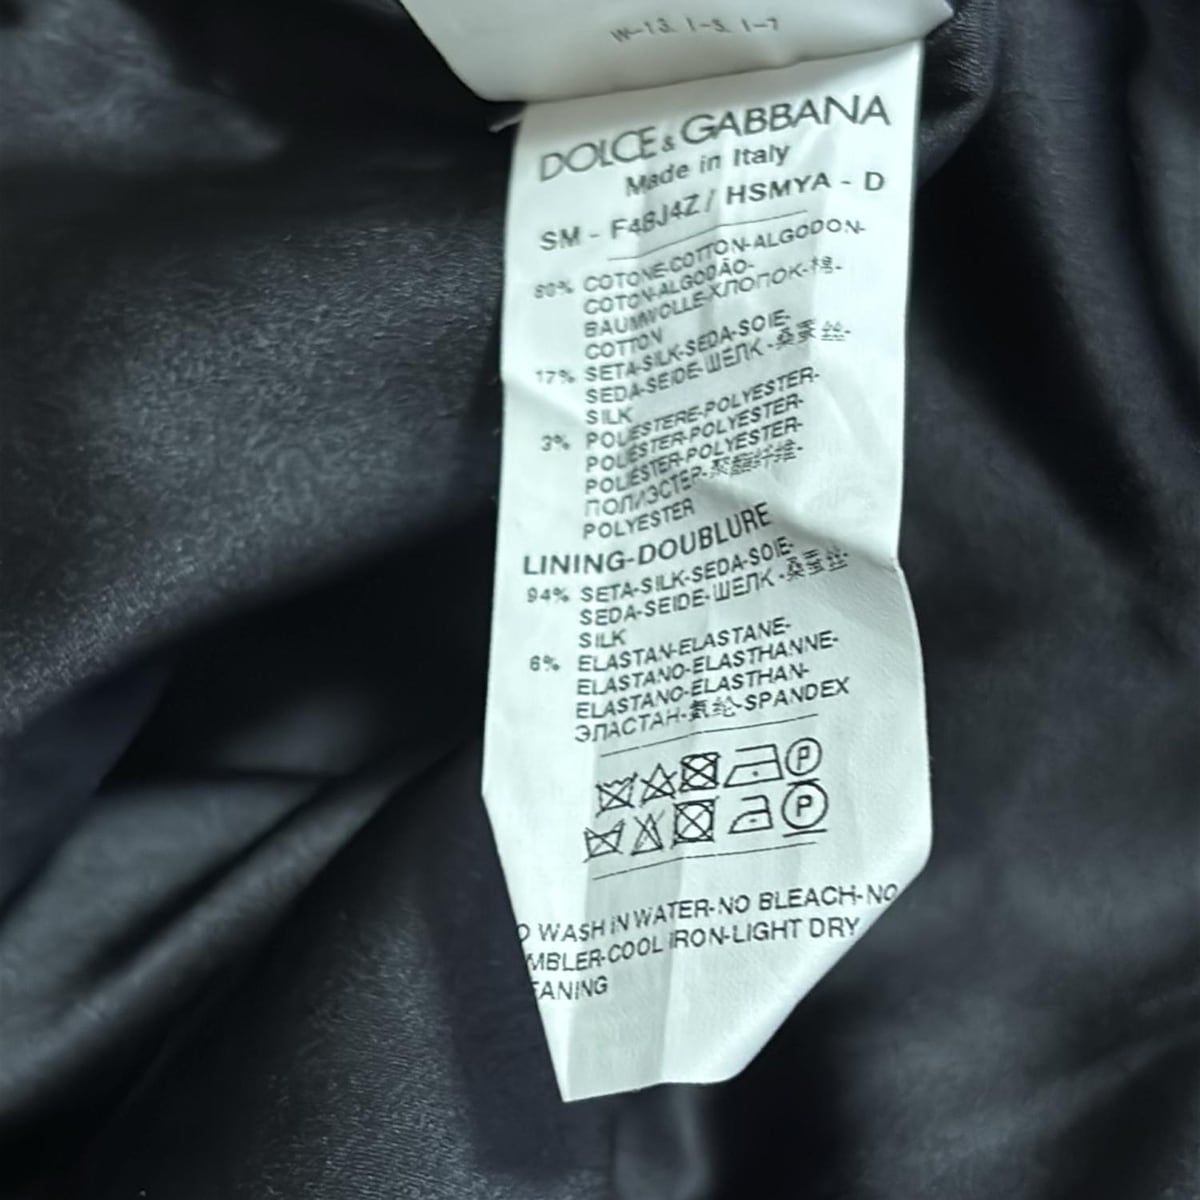 W-13. I-3. I-7
DOLCE & GABBANA
Made in Italy
SM - F48J4Z / HSMYA - D
80% COTONE-COTTON-ALGODON-
COTON-ALGODÃO-
BAUMWOLLE-ХЛОПОК-棉-
COTTON
17% SETA-SILK-SEDA-SOIE-
SEDA-SEIDE-ШЕЛК-桑蚕丝-
SILK
3% POLIESTERE-POLYESTER-
POLIESTER-POLYESTER-
POLIÉSTER-POLYESTER-
ПОЛИЭСТЕР-聚酯纤维-
POLYESTER
LINING-DOUBLURE
94% SETA-SILK-SEDA-SOIE-
SEDA-SEIDE-ШЕЛК-桑蚕丝-
SILK
6% ELASTAN-ELASTANE-
ELASTANO-ELASTHANNE-
ELASTANO-ELASTHAN-
ЭЛАСТАН-氨纶-SPANDEX
P
P
O WASH IN WATER-NO BLEACH-NO
MBLER-COOL IRON-LIGHT DRY
EANING